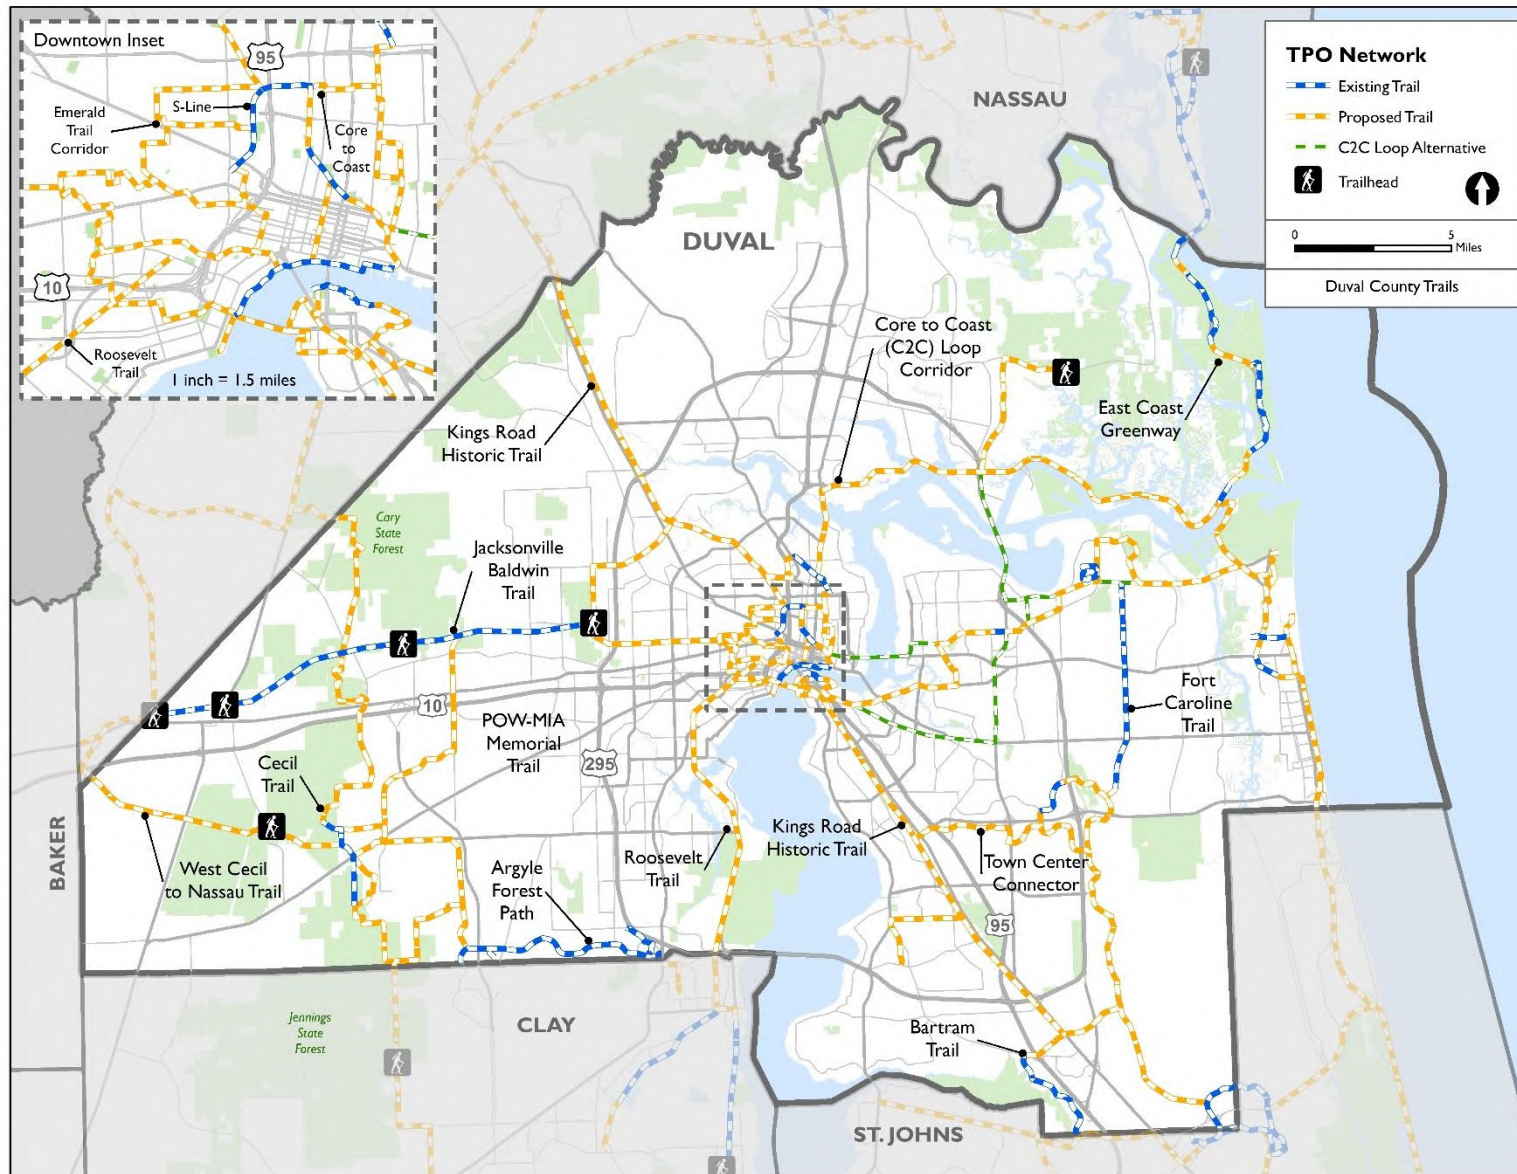 Downtown Inset
95
S-Line
Emerald
Trail
Corridor
Core
to
Coast
10
Roosevelt
Trail
1 inch = 1.5 miles
TPO Network
Existing Trail
Proposed Trail
C2C Loop Alternative
Trailhead
0
5
Miles
Duval County Trails
NASSAU
DUVAL
Core to Coast
(C2C) Loop
Corridor
East Coast
Greenway
Kings Road
Historic Trail
Cary
State
Forest
Jacksonville
Baldwin
Trail
10
POW-MIA
Memorial
Trail
295
Fort
Caroline
Trail
Cecil
Trail
BAKER
West Cecil
to Nassau Trail
Argyle
Forest
Path
Roosevelt
Trail
Kings Road
Historic Trail
Town Center
Connector
95
Jennings
State
Forest
CLAY
Bartram
Trail
ST. JOHNS